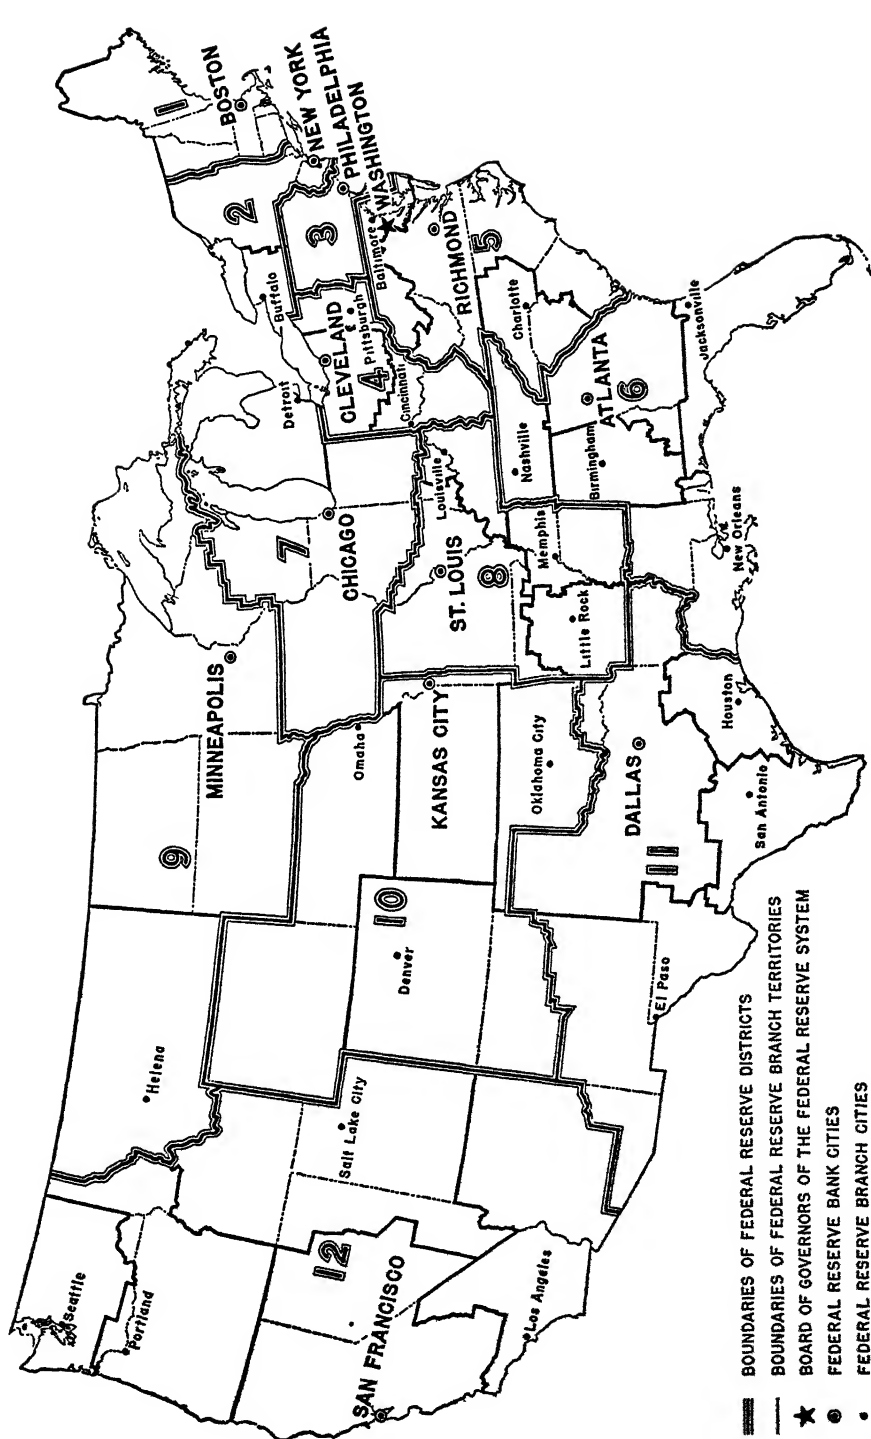 1
BOSTON
2
NEW YORK
PHILADELPHIA
WASHINGTON
3
Baltimore
Buffalo
CLEVELAND
Pittsburgh
4
Cincinnati
RICHMOND
5
Charlotte
Detroit
7
CHICAGO
Louisville
ST. LOUIS
8
Nashville
Memphis
Little Rock
ATLANTA
6
Birmingham
Jacksonville
New Orleans
MINNEAPOLIS
9
Helena
Omaha
KANSAS CITY
10
Denver
Oklahoma City
DALLAS
11
Houston
San Antonio
El Paso
Seattle
Portland
Salt Lake City
12
SAN FRANCISCO
Los Angeles
BOUNDARIES OF FEDERAL RESERVE DISTRICTS
BOUNDARIES OF FEDERAL RESERVE BRANCH TERRITORIES
BOARD OF GOVERNORS OF THE FEDERAL RESERVE SYSTEM
FEDERAL RESERVE BANK CITIES
FEDERAL RESERVE BRANCH CITIES